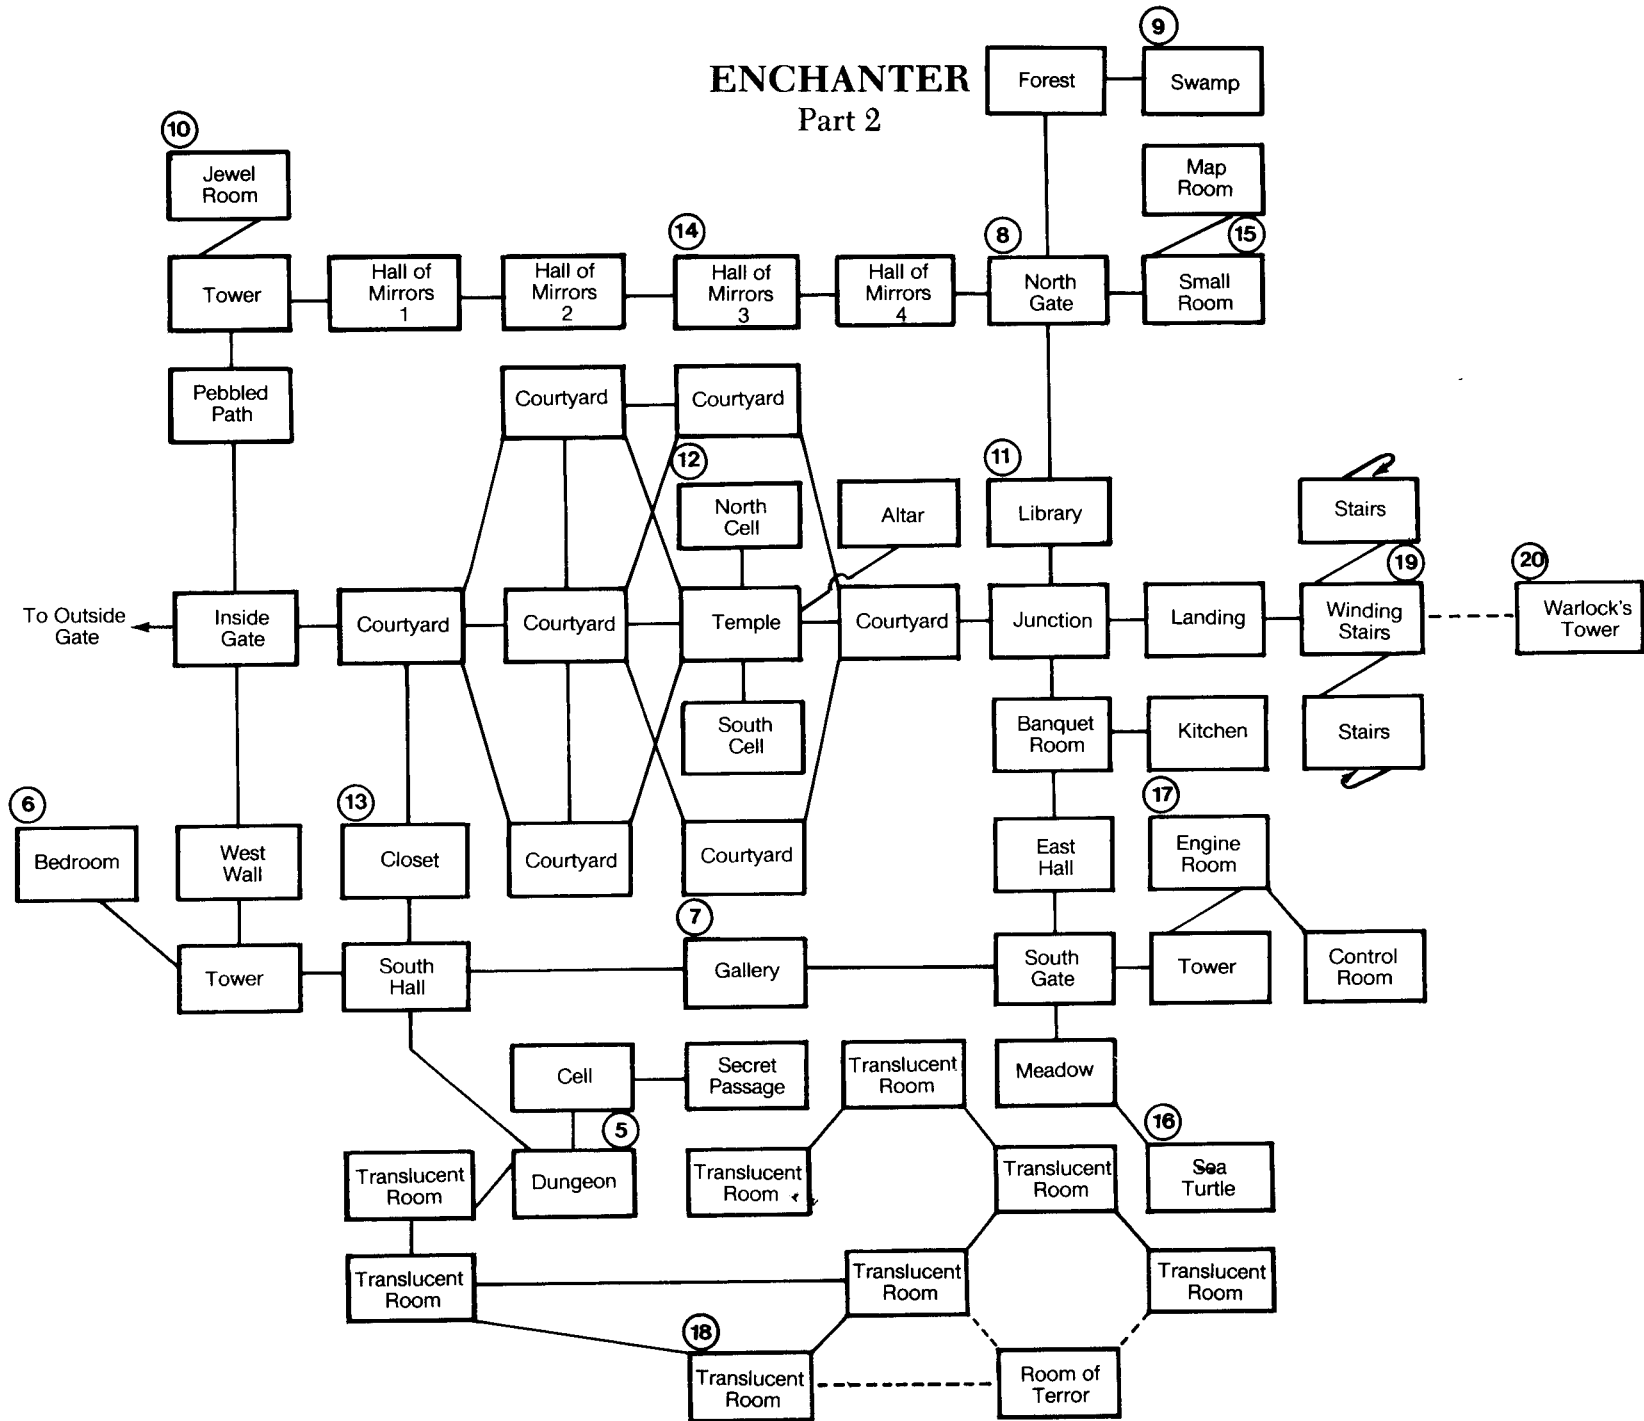 9
ENCHANTER
Part 2
Forest
Swamp
10
Jewel
Room
Map
Room
14
8
15
Tower
Hall of
Mirrors
1
Hall of
Mirrors
2
Hall of
Mirrors
3
Hall of
Mirrors
4
North
Gate
Small
Room
Pebbled
Path
Courtyard
Courtyard
12
11
North
Cell
Altar
Library
Stairs
19
20
To Outside
Gate
Inside
Gate
Courtyard
Courtyard
Temple
Courtyard
Junction
Landing
Winding
Stairs
Warlock's
Tower
South
Cell
Banquet
Room
Kitchen
Stairs
6
13
17
Bedroom
West
Wall
Closet
Courtyard
Courtyard
East
Hall
Engine
Room
7
Tower
South
Hall
Gallery
South
Gate
Tower
Control
Room
Cell
Secret
Passage
Translucent
Room
Meadow
5
16
Translucent
Room
Dungeon
Translucent
Room
Translucent
Room
Sea
Turtle
Translucent
Room
Translucent
Room
Translucent
Room
18
Translucent
Room
Room of
Terror